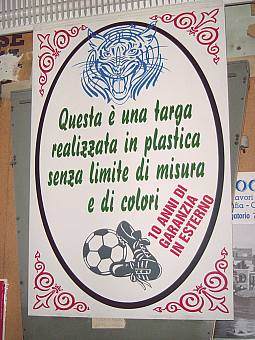 Questa è una targa
realizzata in plastica
senza limite di misura
e di colori
10 ANNI DI
GARANZIA
IN ESTERNO